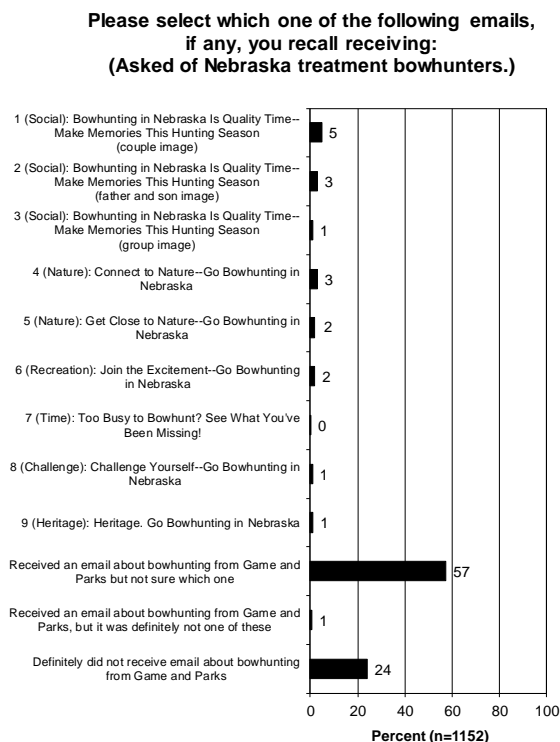 Please select which one of the following emails,
if any, you recall receiving:
(Asked of Nebraska treatment bowhunters.)
1 (Social): Bowhunting in Nebraska Is Quality Time--
Make Memories This Hunting Season
(couple image)
5
2 (Social): Bowhunting in Nebraska Is Quality Time--
Make Memories This Hunting Season
(father and son image)
3
3 (Social): Bowhunting in Nebraska Is Quality Time--
Make Memories This Hunting Season
(group image)
1
4 (Nature): Connect to Nature--Go Bowhunting in
Nebraska
3
5 (Nature): Get Close to Nature--Go Bowhunting in
Nebraska
2
6 (Recreation): Join the Excitement--Go Bowhunting
in Nebraska
2
7 (Time): Too Busy to Bowhunt? See What You've
Been Missing!
0
8 (Challenge): Challenge Yourself--Go Bowhunting in
Nebraska
1
9 (Heritage): Heritage. Go Bowhunting in Nebraska
1
Received an email about bowhunting from Game and
Parks but not sure which one
57
Received an email about bowhunting from Game and
Parks, but it was definitely not one of these
1
Definitely did not receive email about bowhunting
from Game and Parks
24
0 20 40 60 80 100
Percent (n=1152)